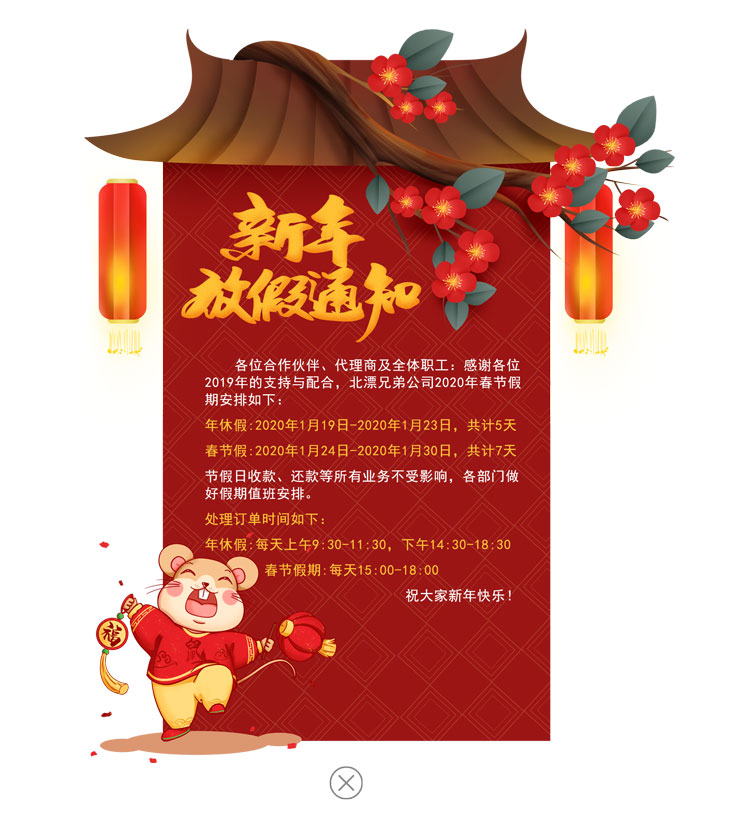 新年
放假通知
各位合作伙伴、代理商及全体职工：感谢各位
2019年的支持与配合，北漂兄弟公司2020年春节假
期安排如下：
年休假:2020年1月19日-2020年1月23日，共计5天
春节假:2020年1月24日-2020年1月30日，共计7天
节假日收款、还款等所有业务不受影响，各部门做
好假期值班安排。
处理订单时间如下：
年休假:每天上午9:30-11:30，下午14:30-18:30
春节假期:每天15:00-18:00
祝大家新年快乐！
福